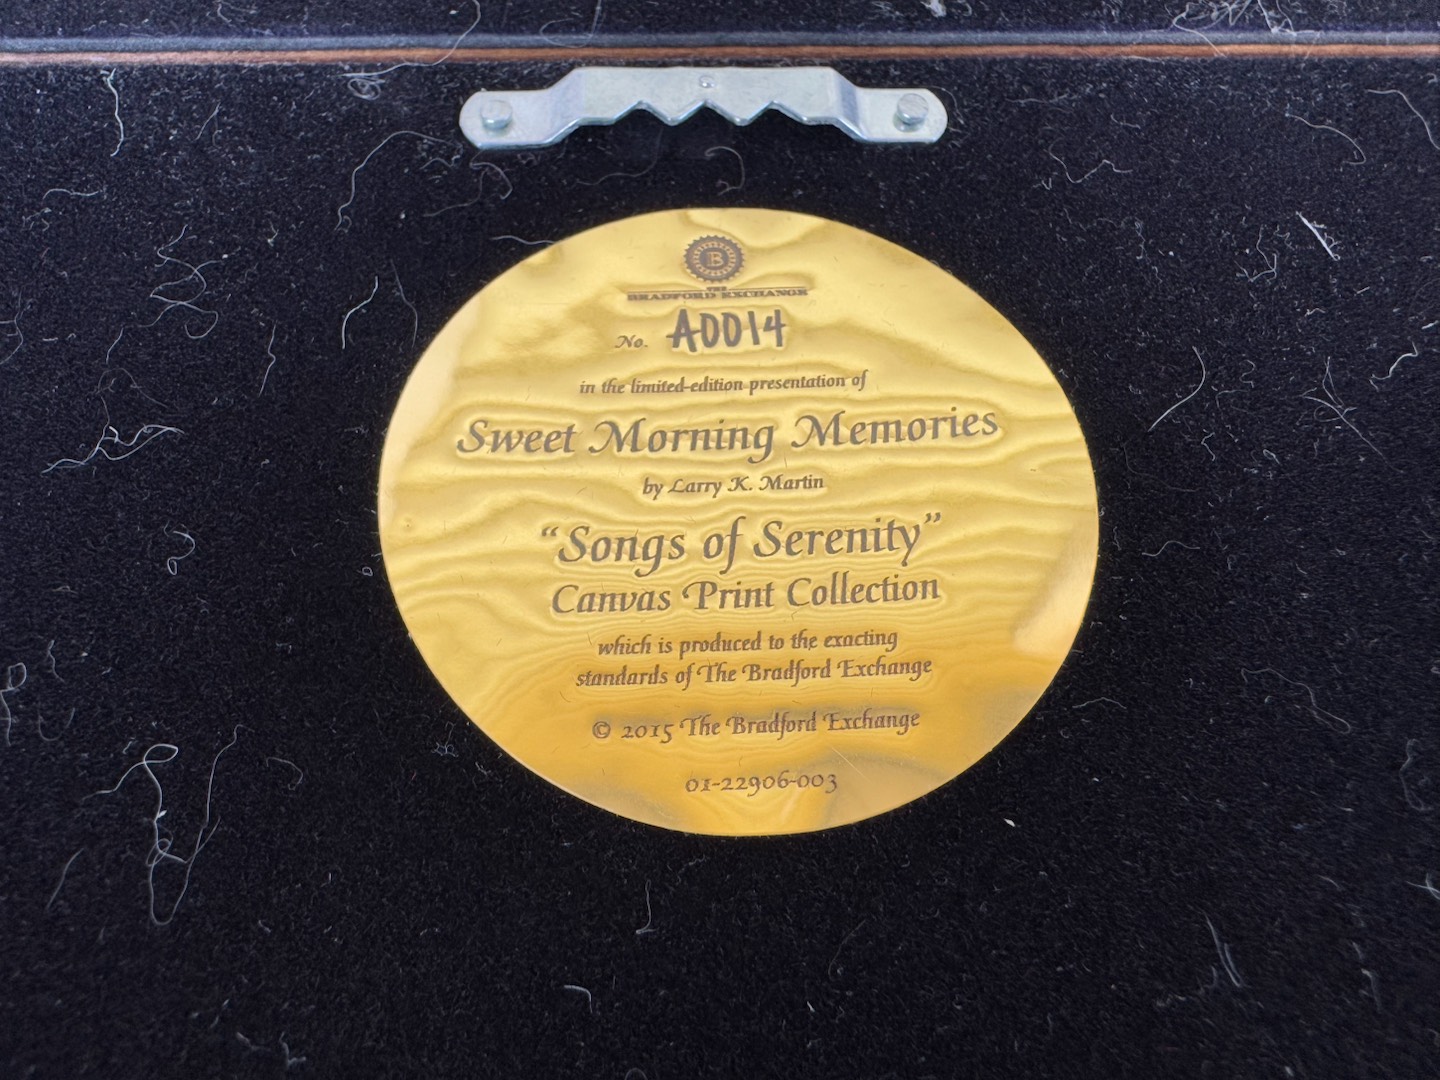 B
THE
BRADFORD EXCHANGE
No. A0014
in the limited-edition presentation of
Sweet Morning Memories
by Larry K. Martin
“Songs of Serenity”
Canvas Print Collection
which is produced to the exacting
standards of The Bradford Exchange
© 2015 The Bradford Exchange
01-22906-003